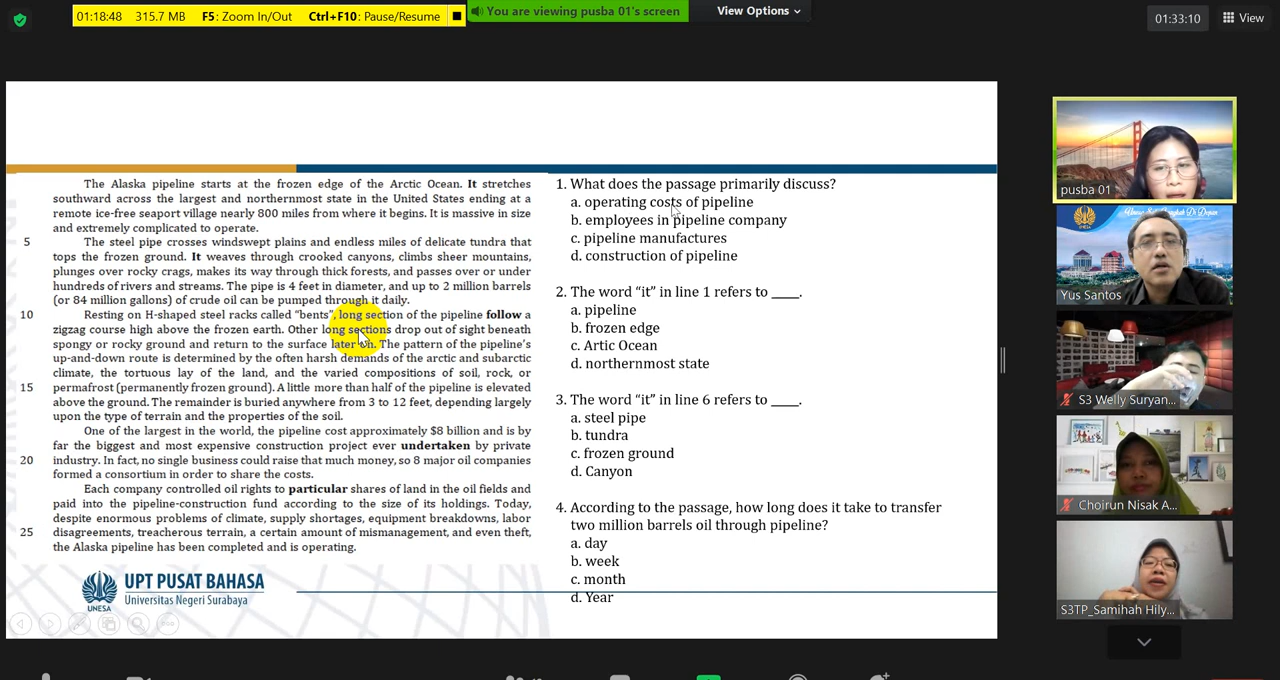 01:18:48 315.7 MB F5: Zoom In/Out Ctrl+F10: Pause/Resume
You are viewing pusba 01's screen
View Options
01:33:10
View
The Alaska pipeline starts at the frozen edge of the Arctic Ocean. It stretches
southward across the largest and northernmost state in the United States ending at a
remote ice-free seaport village nearly 800 miles from where it begins. It is massive in size
and extremely complicated to operate.
5 The steel pipe crosses windswept plains and endless miles of delicate tundra that
tops the frozen ground. It weaves through crooked canyons, climbs sheer mountains,
plunges over rocky crags, makes its way through thick forests, and passes over or under
hundreds of rivers and streams. The pipe is 4 feet in diameter, and up to 2 million barrels
(or 84 million gallons) of crude oil can be pumped through it daily.
10 Resting on H-shaped steel racks called "bents", long section of the pipeline follow a
zigzag course high above the frozen earth. Other long sections drop out of sight beneath
spongy or rocky ground and return to the surface later on. The pattern of the pipeline's
up-and-down route is determined by the often harsh demands of the arctic and subarctic
climate, the tortuous lay of the land, and the varied compositions of soil, rock, or
15 permafrost (permanently frozen ground). A little more than half of the pipeline is elevated
above the ground. The remainder is buried anywhere from 3 to 12 feet, depending largely
upon the type of terrain and the properties of the soil.
One of the largest in the world, the pipeline cost approximately $8 billion and is by
far the biggest and most expensive construction project ever undertaken by private
20 industry. In fact, no single business could raise that much money, so 8 major oil companies
formed a consortium in order to share the costs.
Each company controlled oil rights to particular shares of land in the oil fields and
paid into the pipeline-construction fund according to the size of its holdings. Today,
despite enormous problems of climate, supply shortages, equipment breakdowns, labor
25 disagreements, treacherous terrain, a certain amount of mismanagement, and even theft,
the Alaska pipeline has been completed and is operating.
1. What does the passage primarily discuss?
a. operating costs of pipeline
b. employees in pipeline company
c. pipeline manufactures
d. construction of pipeline
2. The word "it" in line 1 refers to ____.
a. pipeline
b. frozen edge
c. Artic Ocean
d. northernmost state
3. The word "it" in line 6 refers to ____.
a. steel pipe
b. tundra
c. frozen ground
d. Canyon
4. According to the passage, how long does it take to transfer
two million barrels oil through pipeline?
a. day
b. week
c. month
d. Year
UNESA
UPT PUSAT BAHASA
Universitas Negeri Surabaya
pusba 01
UNESA
Yus Santos
S3 Welly Suryan...
Choirun Nisak A...
S3TP_Samihah Hily...